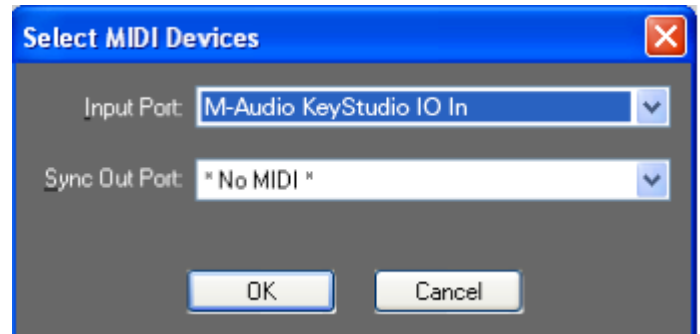 Select MIDI Devices
Input Port: M-Audio KeyStudio IO In
Sync Out Port: * No MIDI *
OK Cancel